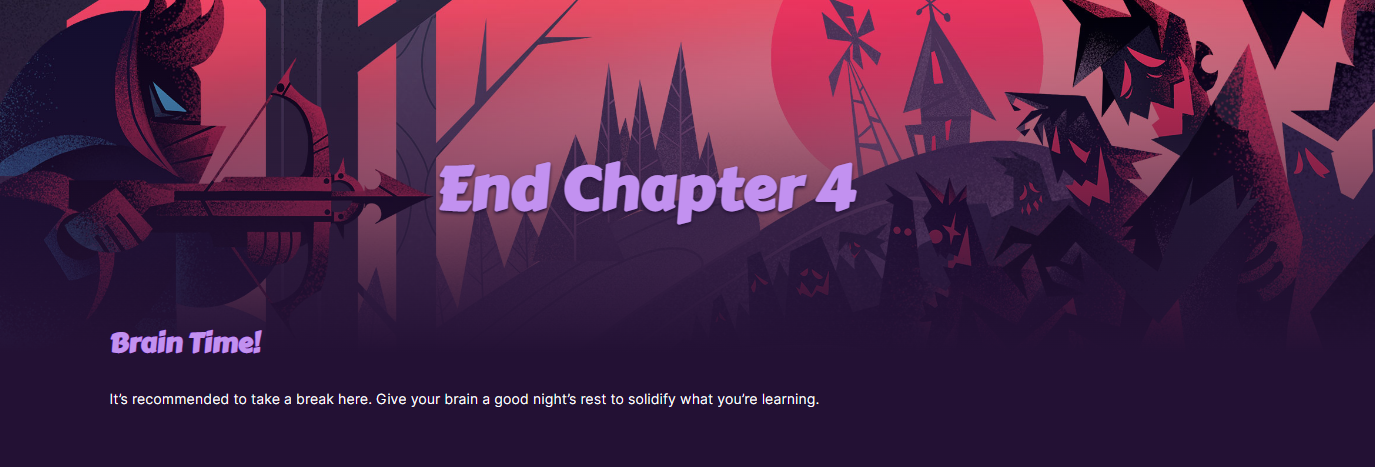 End Chapter 4
Brain Time!
It’s recommended to take a break here. Give your brain a good night’s rest to solidify what you’re learning.